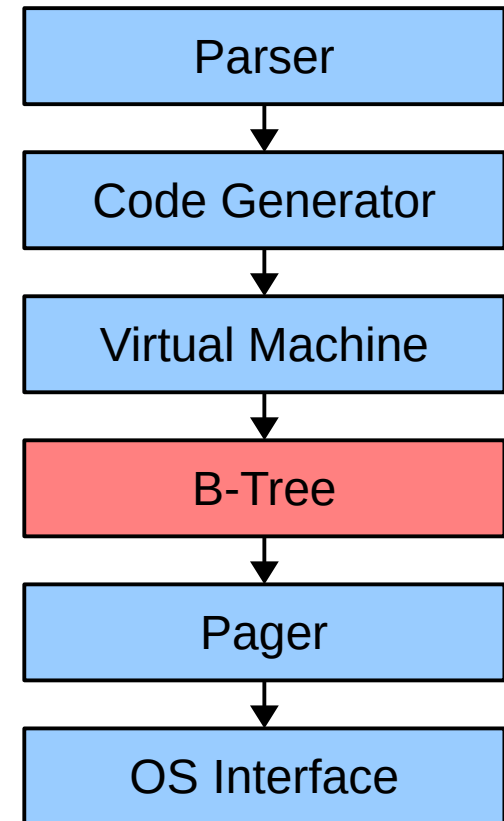 Parser
Code Generator
Virtual Machine
B-Tree
Pager
OS Interface